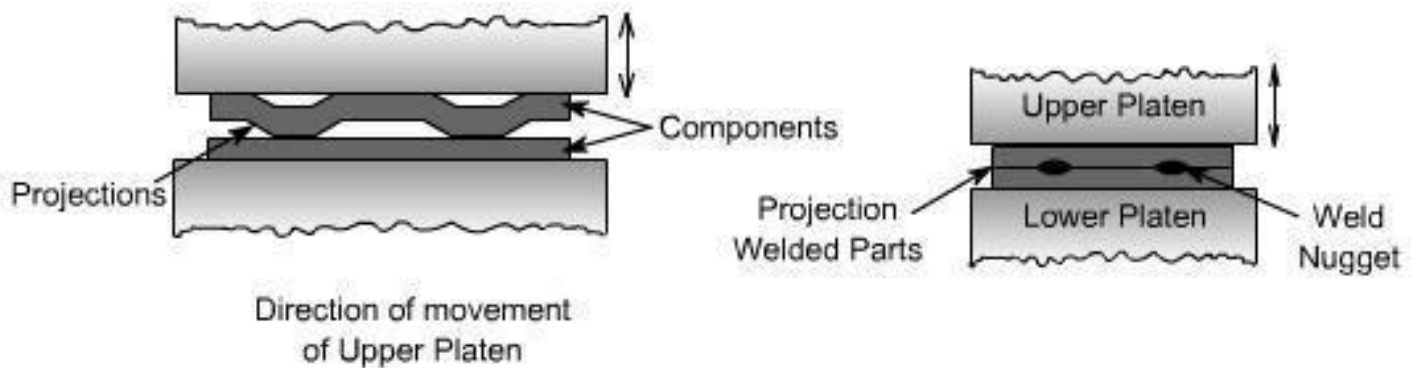 Components
Projections
Direction of movement
of Upper Platen
Upper Platen
Projection
Welded Parts
Lower Platen
Weld
Nugget